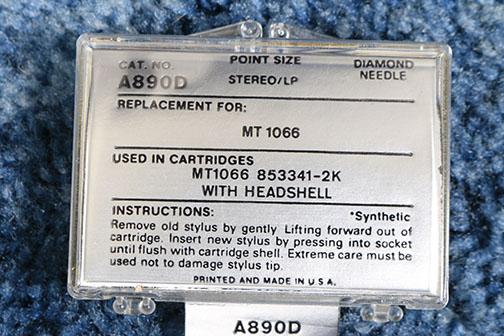 CAT. NO. POINT SIZE DIAMOND
A890D STEREO/LP NEEDLE
REPLACEMENT FOR:
MT 1066
USED IN CARTRIDGES
MT1066 853341-2K
WITH HEADSHELL
INSTRUCTIONS: *Synthetic
Remove old stylus by gently Lifting forward out of
cartridge. Insert new stylus by pressing into socket
until flush with cartridge shell. Extreme care must be
used not to damage stylus tip.
PRINTED AND MADE IN U.S.A.
A890D